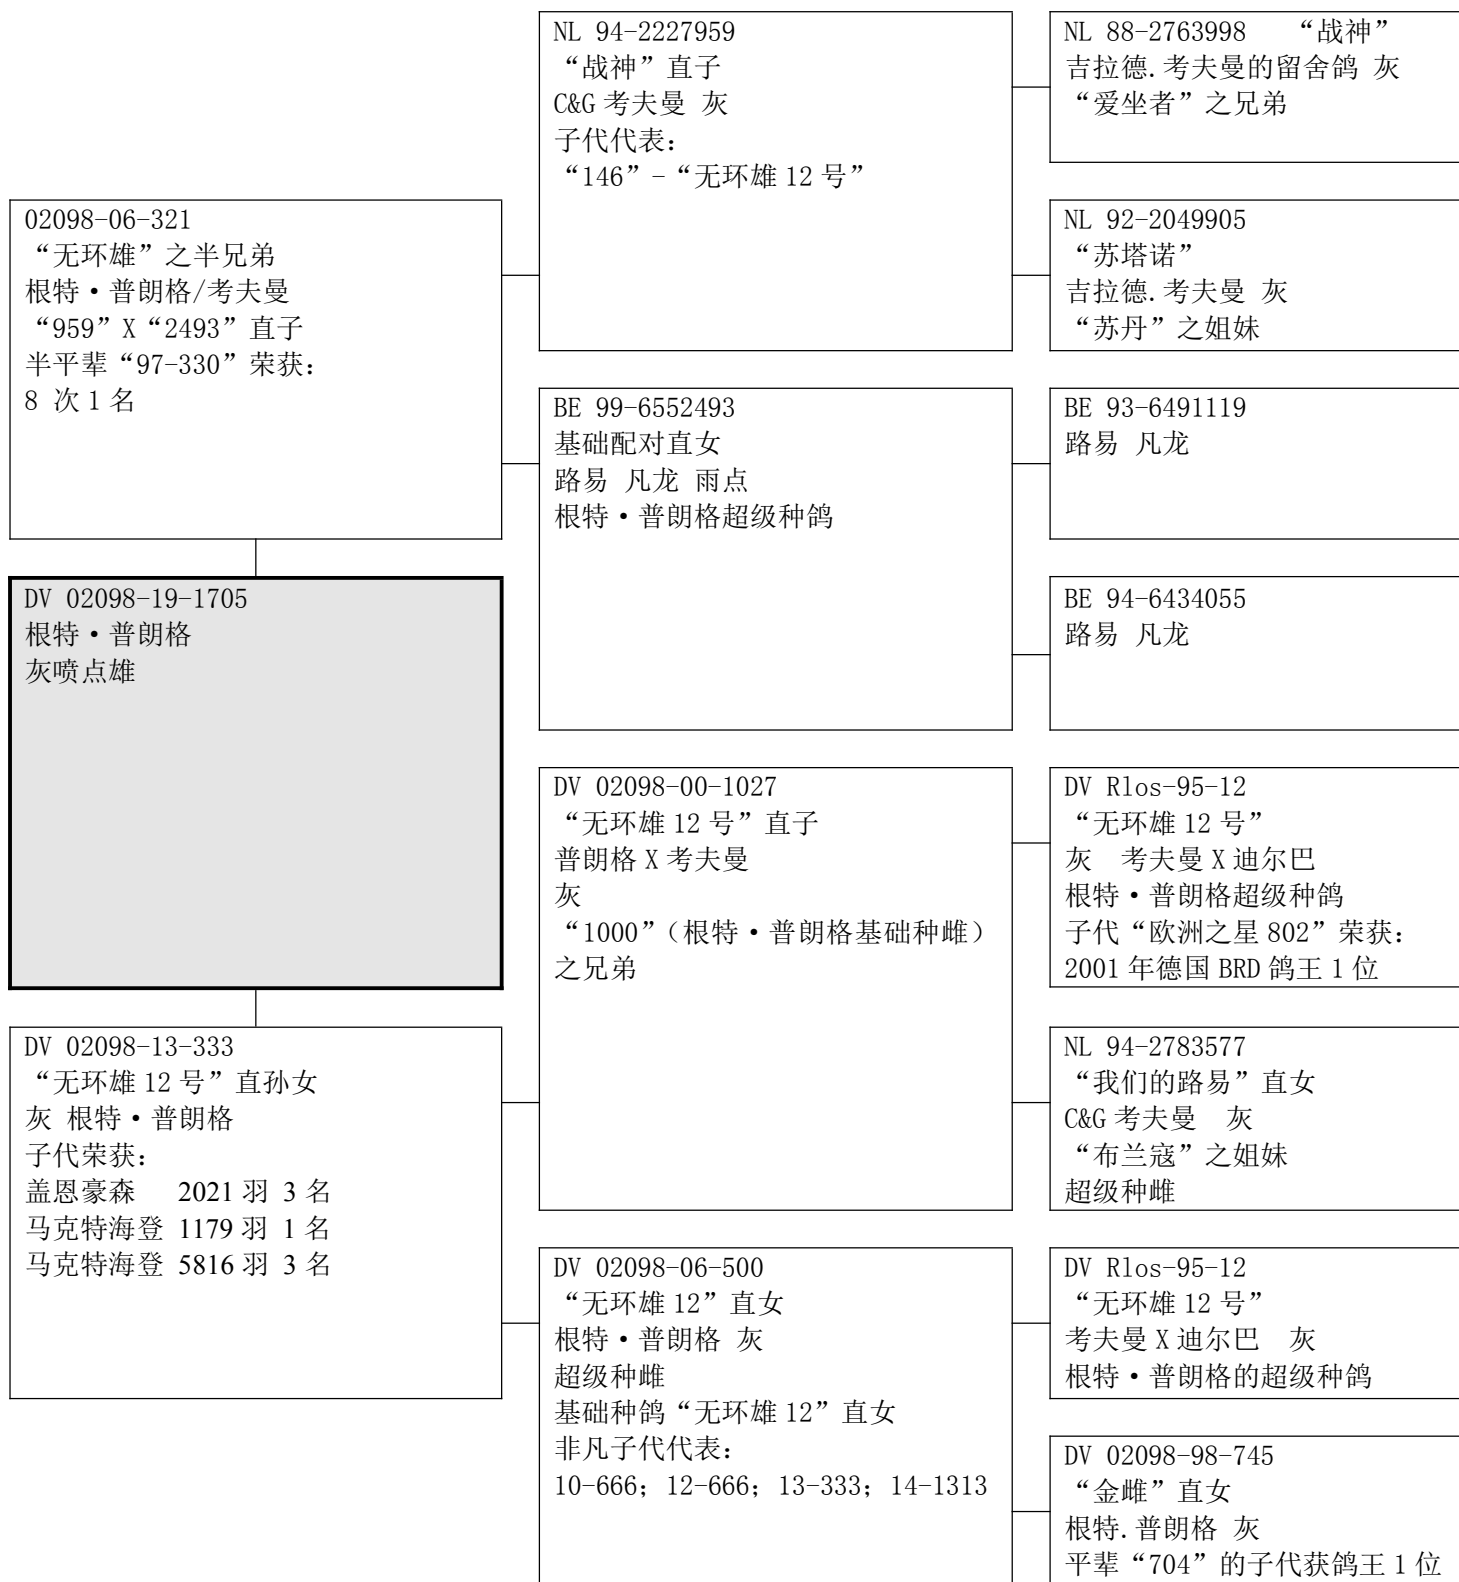 02098-06-321
“无环雄”之半兄弟
根特·普朗格/考夫曼
“959”X“2493”直子
半平辈“97-330”荣获：
8 次 1 名
DV 02098-19-1705
根特·普朗格
灰喷点雄
DV 02098-13-333
“无环雄 12 号”直孙女
灰 根特·普朗格
子代荣获：
盖恩豪森 2021 羽 3 名
马克特海登 1179 羽 1 名
马克特海登 5816 羽 3 名
NL 94-2227959
“战神”直子
C&G 考夫曼 灰
子代代表：
“146”-“无环雄 12 号”
BE 99-6552493
基础配对直女
路易 凡龙 雨点
根特·普朗格超级种鸽
DV 02098-00-1027
“无环雄 12 号”直子
普朗格 X 考夫曼
灰
“1000”（根特·普朗格基础种雌）
之兄弟
DV 02098-06-500
“无环雄 12”直女
根特·普朗格 灰
超级种雌
基础种鸽“无环雄 12”直女
非凡子代代表：
10-666；12-666；13-333；14-1313
NL 88-2763998 “战神”
吉拉德.考夫曼的留舍鸽 灰
“爱坐者”之兄弟
NL 92-2049905
“苏塔诺”
吉拉德.考夫曼 灰
“苏丹”之姐妹
BE 93-6491119
路易 凡龙
BE 94-6434055
路易 凡龙
DV Rlos-95-12
“无环雄 12 号”
灰 考夫曼 X 迪尔巴
根特·普朗格超级种鸽
子代“欧洲之星 802”荣获：
2001 年德国 BRD 鸽王 1 位
NL 94-2783577
“我们的路易”直女
C&G 考夫曼 灰
“布兰寇”之姐妹
超级种雌
DV Rlos-95-12
“无环雄 12 号”
考夫曼 X 迪尔巴 灰
根特·普朗格的超级种鸽
DV 02098-98-745
“金雌”直女
根特.普朗格 灰
平辈“704”的子代获鸽王 1 位